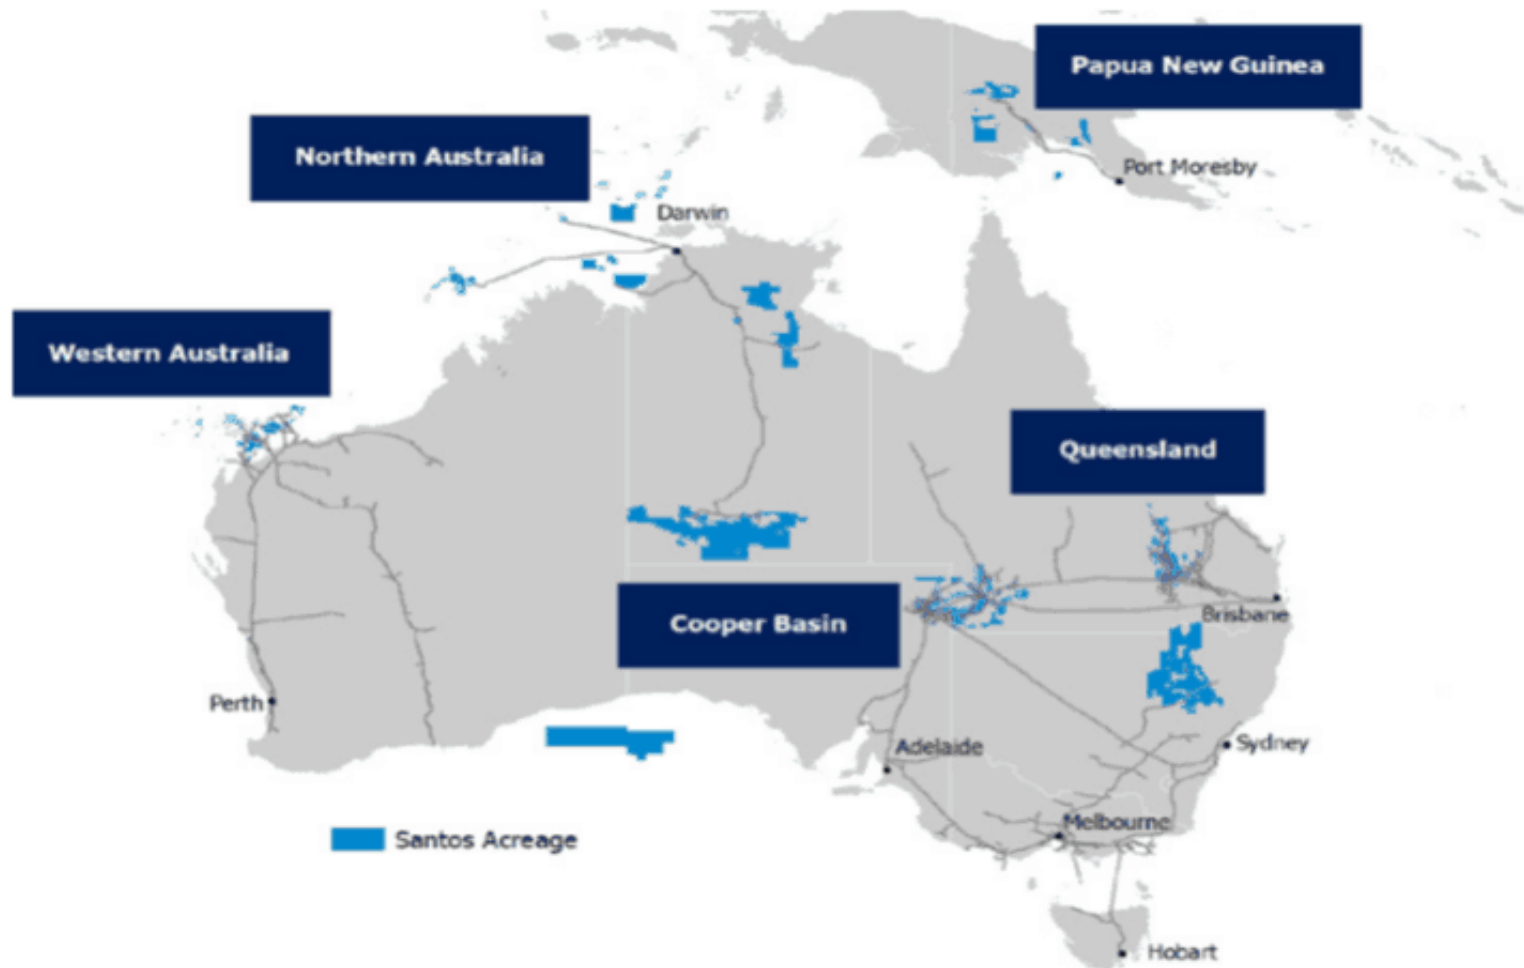 Papua New Guinea
Northern Australia
Port Moresby
Darwin
Western Australia
Queensland
Cooper Basin
Brisbane
Perth
Adelaide
Sydney
Melbourne
Santos Acreage
Hobart